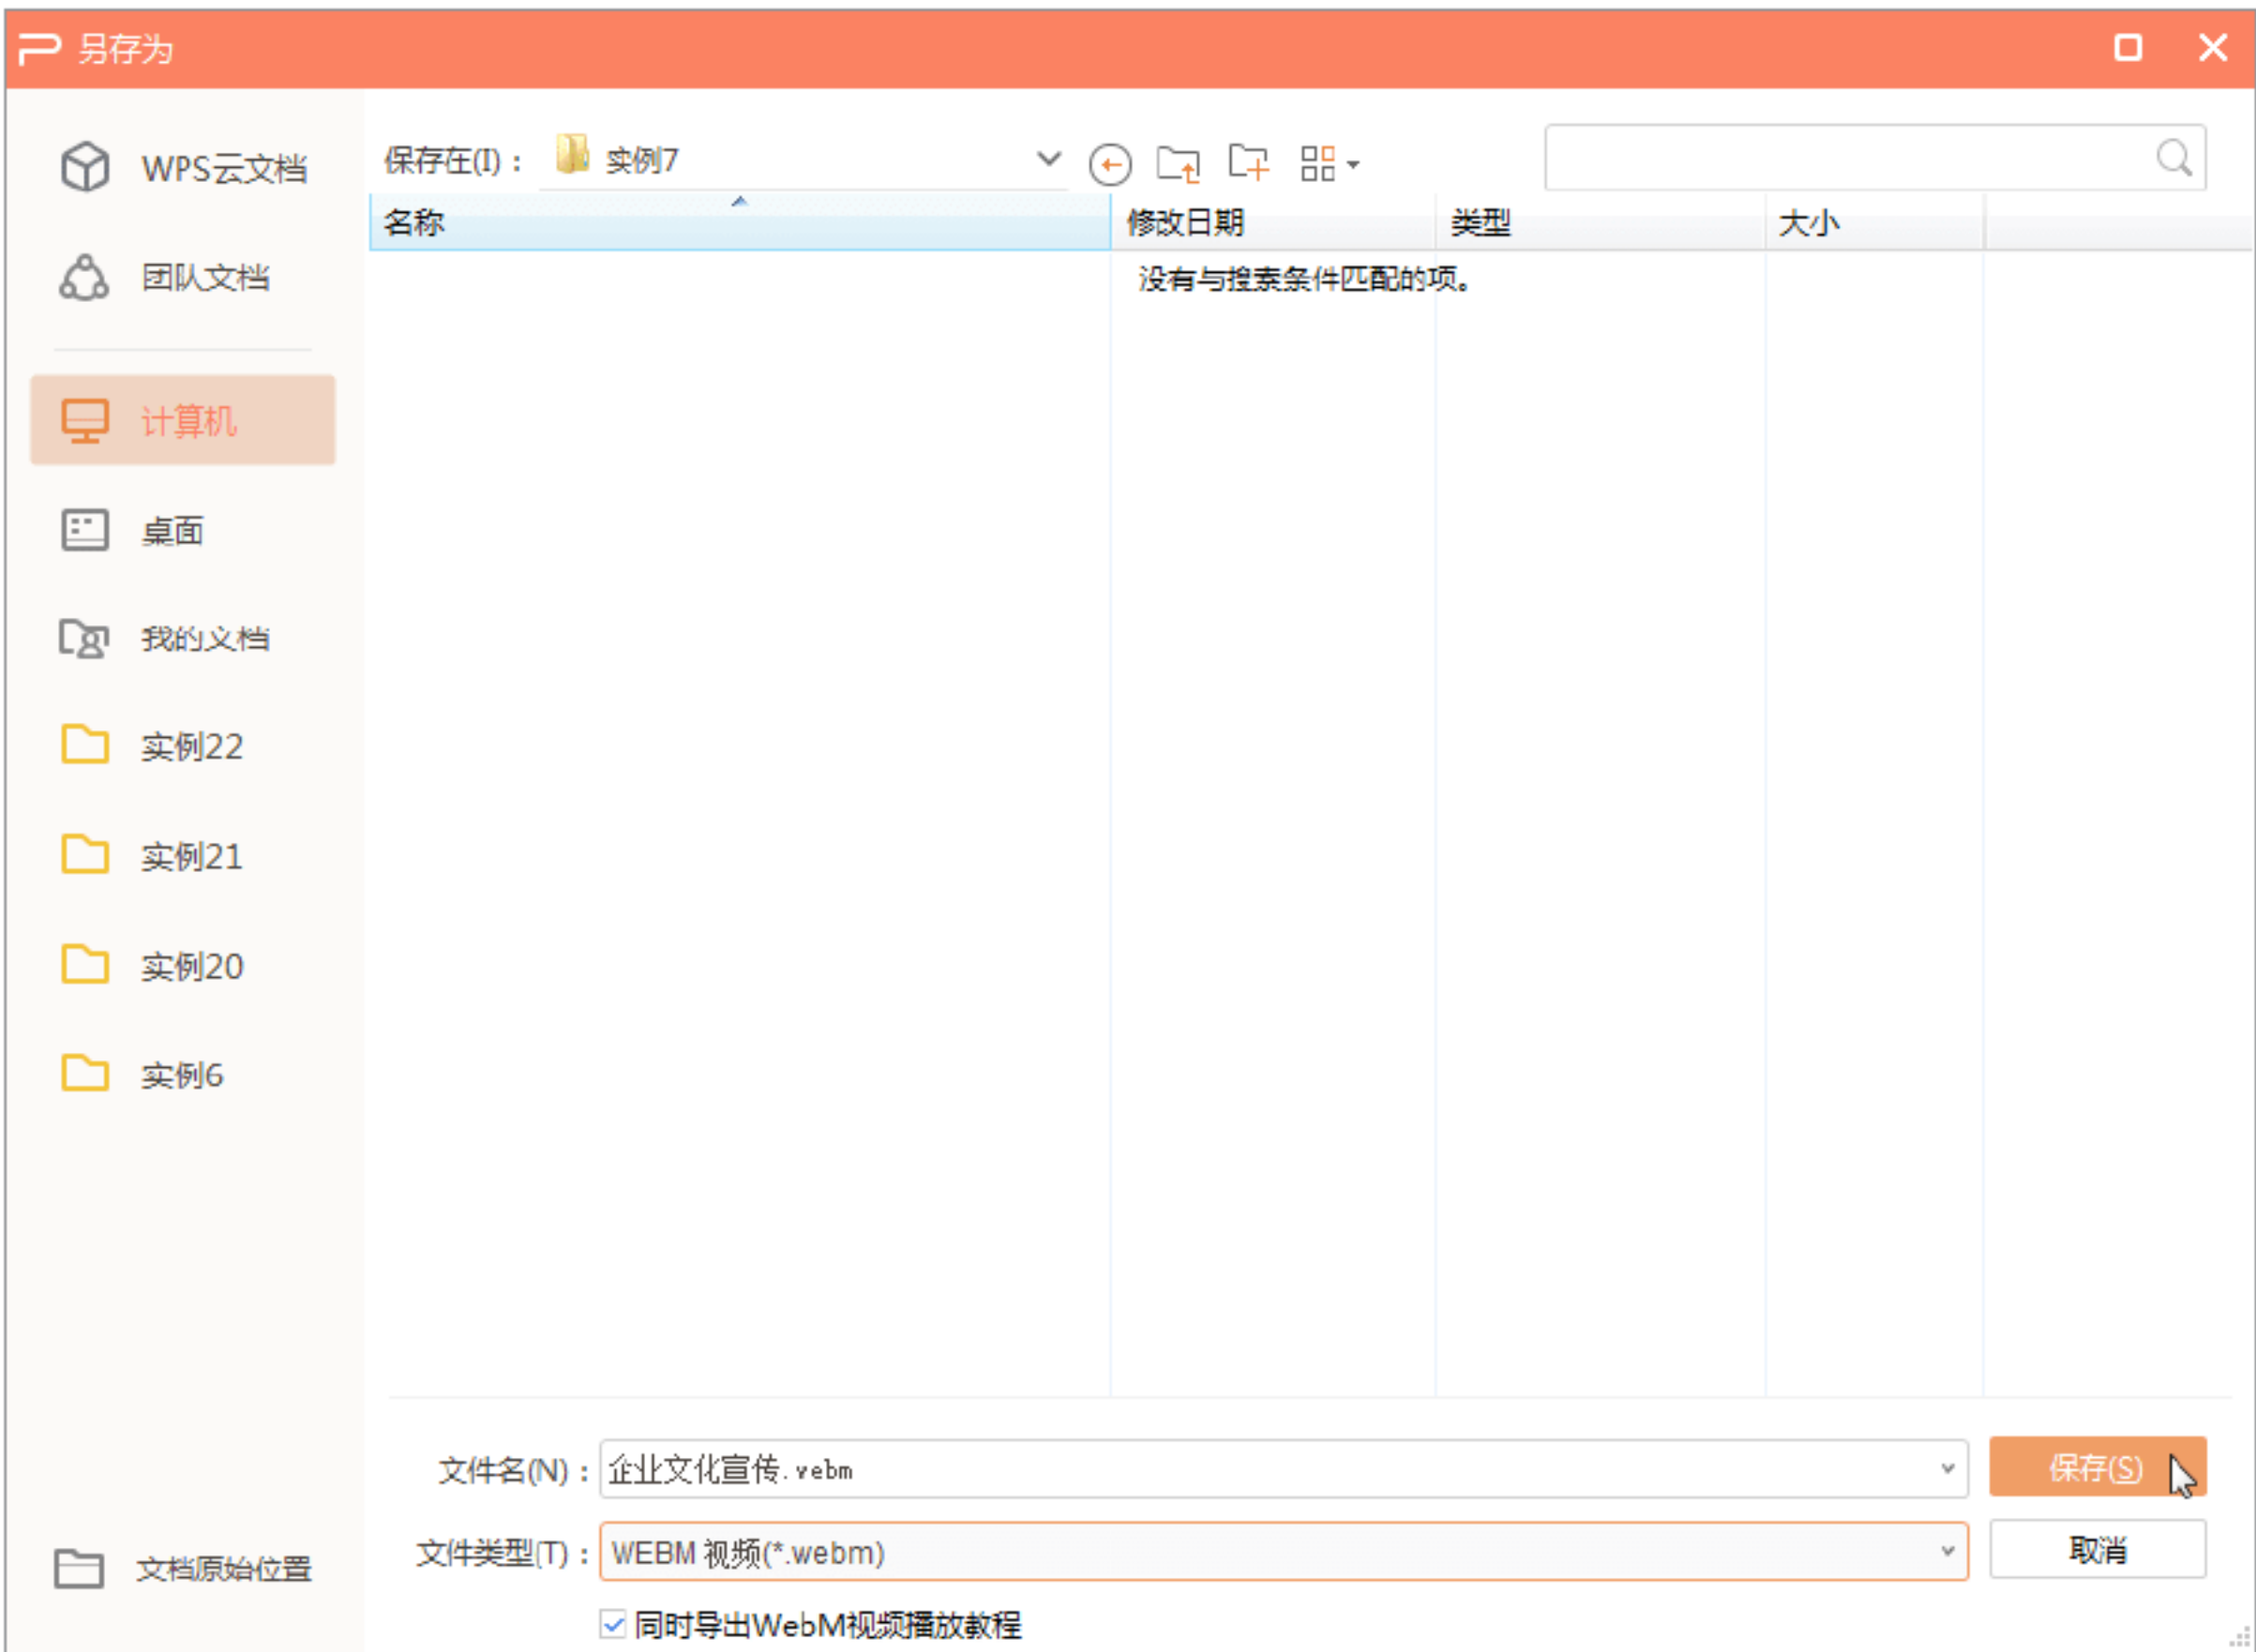 另存为
WPS云文档
团队文档
计算机
桌面
我的文档
实例22
实例21
实例20
实例6
文档原始位置
保存在(I)： 实例7
名称 修改日期 类型 大小
没有与搜索条件匹配的项。
文件名(N)： 企业文化宣传.webm 保存(S)
文件类型(T)： WEBM 视频(*.webm) 取消
同时导出WebM视频播放教程